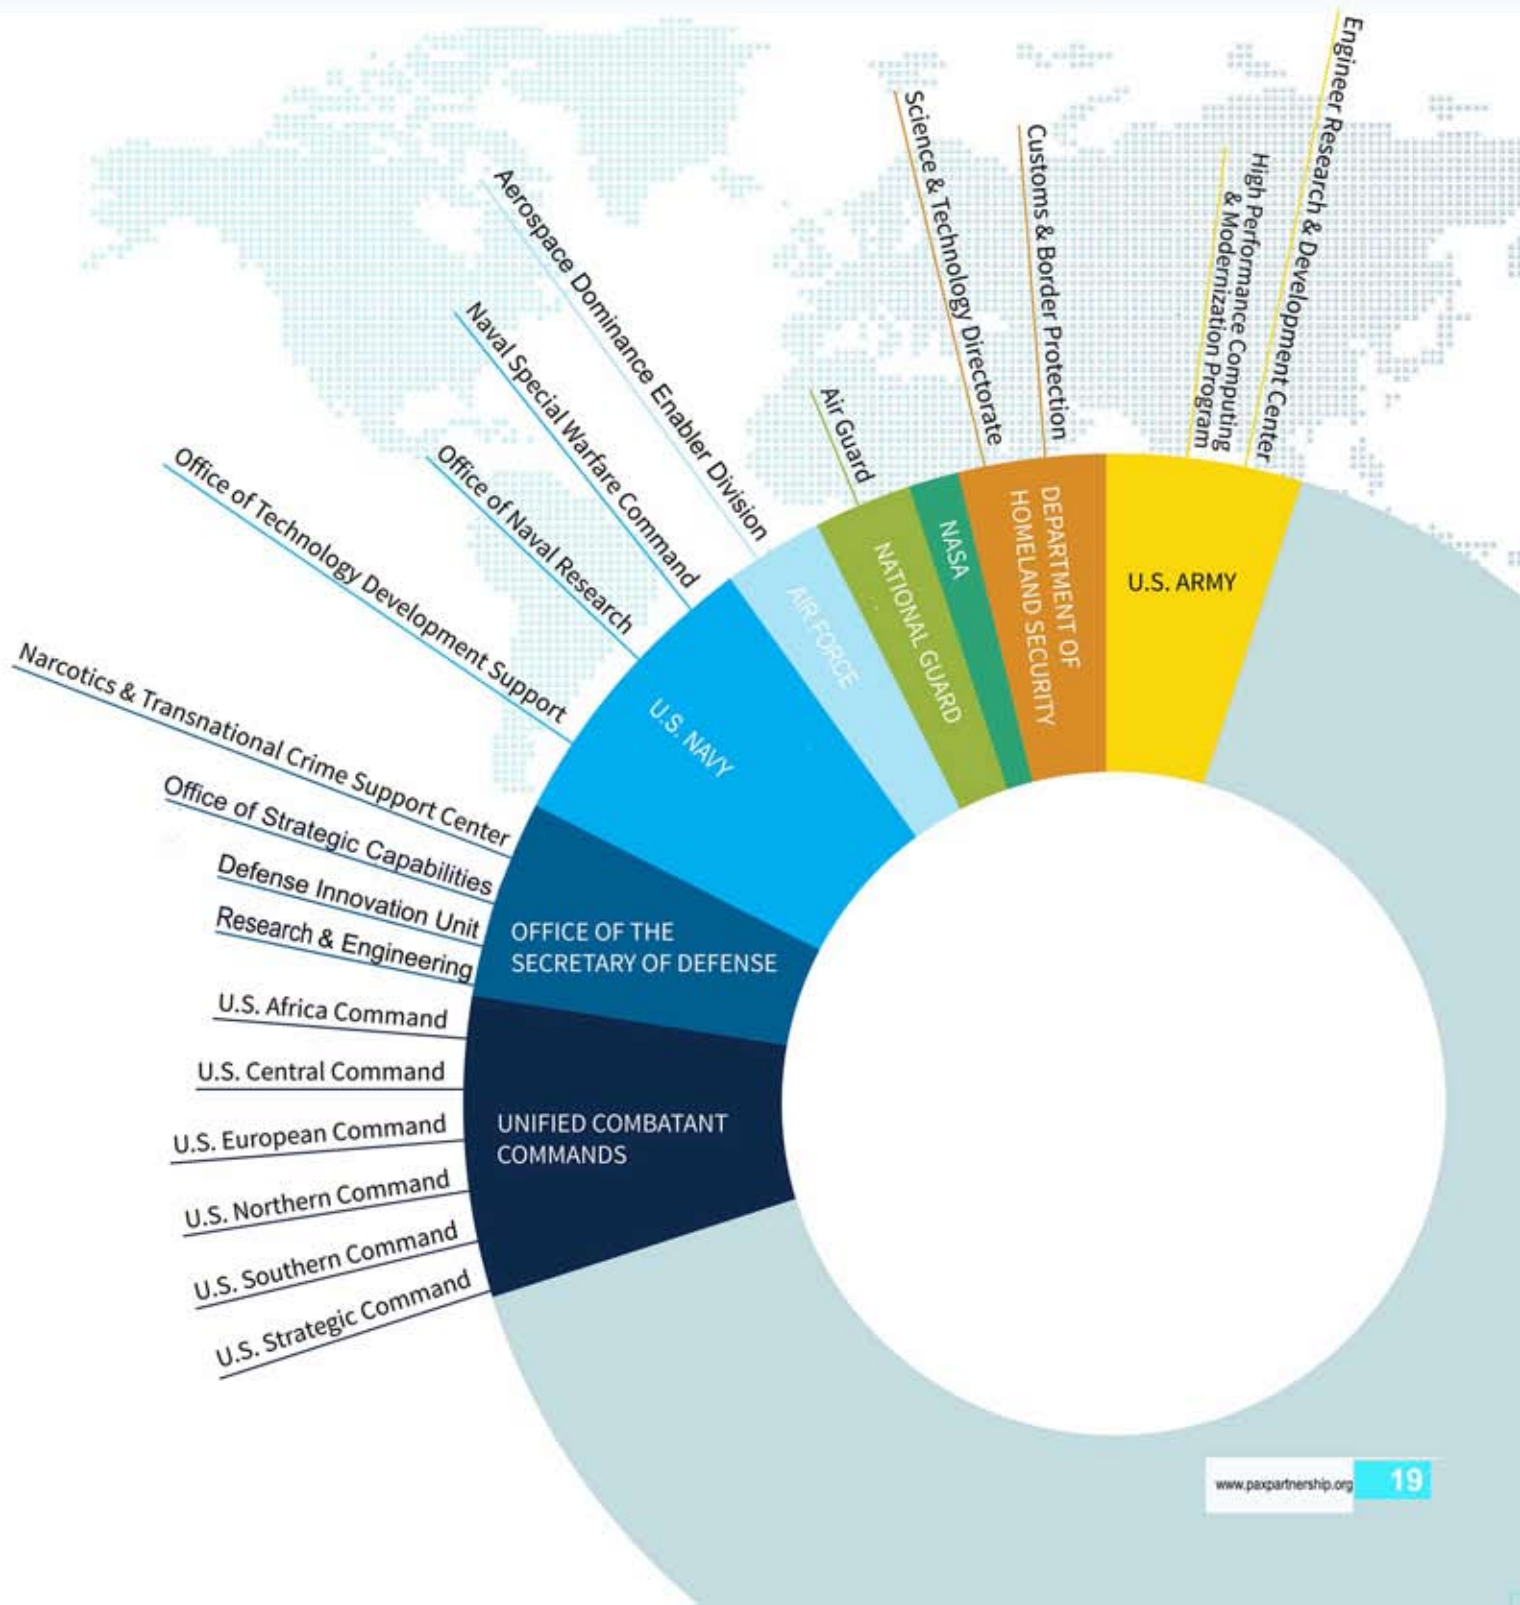 Engineer Research & Development Center
High Performance Computing
& Modernization Program
Customs & Border Protection
Science & Technology Directorate
Air Guard
Aerospace Dominance Enabler Division
Naval Special Warfare Command
Office of Naval Research
Office of Technology Development Support
Narcotics & Transnational Crime Support Center
Office of Strategic Capabilities
Defense Innovation Unit
Research & Engineering
U.S. Africa Command
U.S. Central Command
U.S. European Command
U.S. Northern Command
U.S. Southern Command
U.S. Strategic Command
U.S. ARMY
DEPARTMENT OF
HOMELAND SECURITY
NASA
NATIONAL GUARD
AIR FORCE
U.S. NAVY
OFFICE OF THE
SECRETARY OF DEFENSE
UNIFIED COMBATANT
COMMANDS
www.paxpartnership.org
19